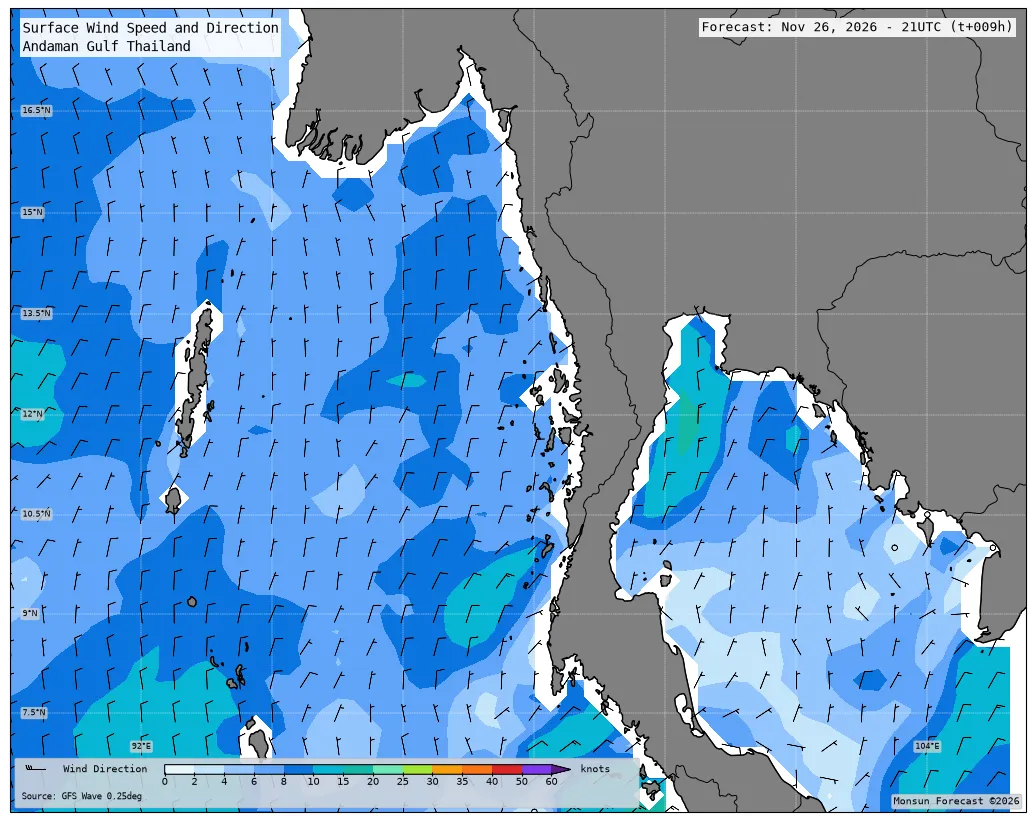 Surface Wind Speed and Direction
Andaman Gulf Thailand
Forecast: Nov 26, 2026 - 21UTC (t+009h)
16.5°N
15°N
13.5°N
12°N
10.5°N
9°N
7.5°N
92°E
104°E
Wind Direction
knots
0 2 4 6 8 10 15 20 25 30 35 40 50 60
Source: GFS Wave 0.25deg
Monsun Forecast ©2026